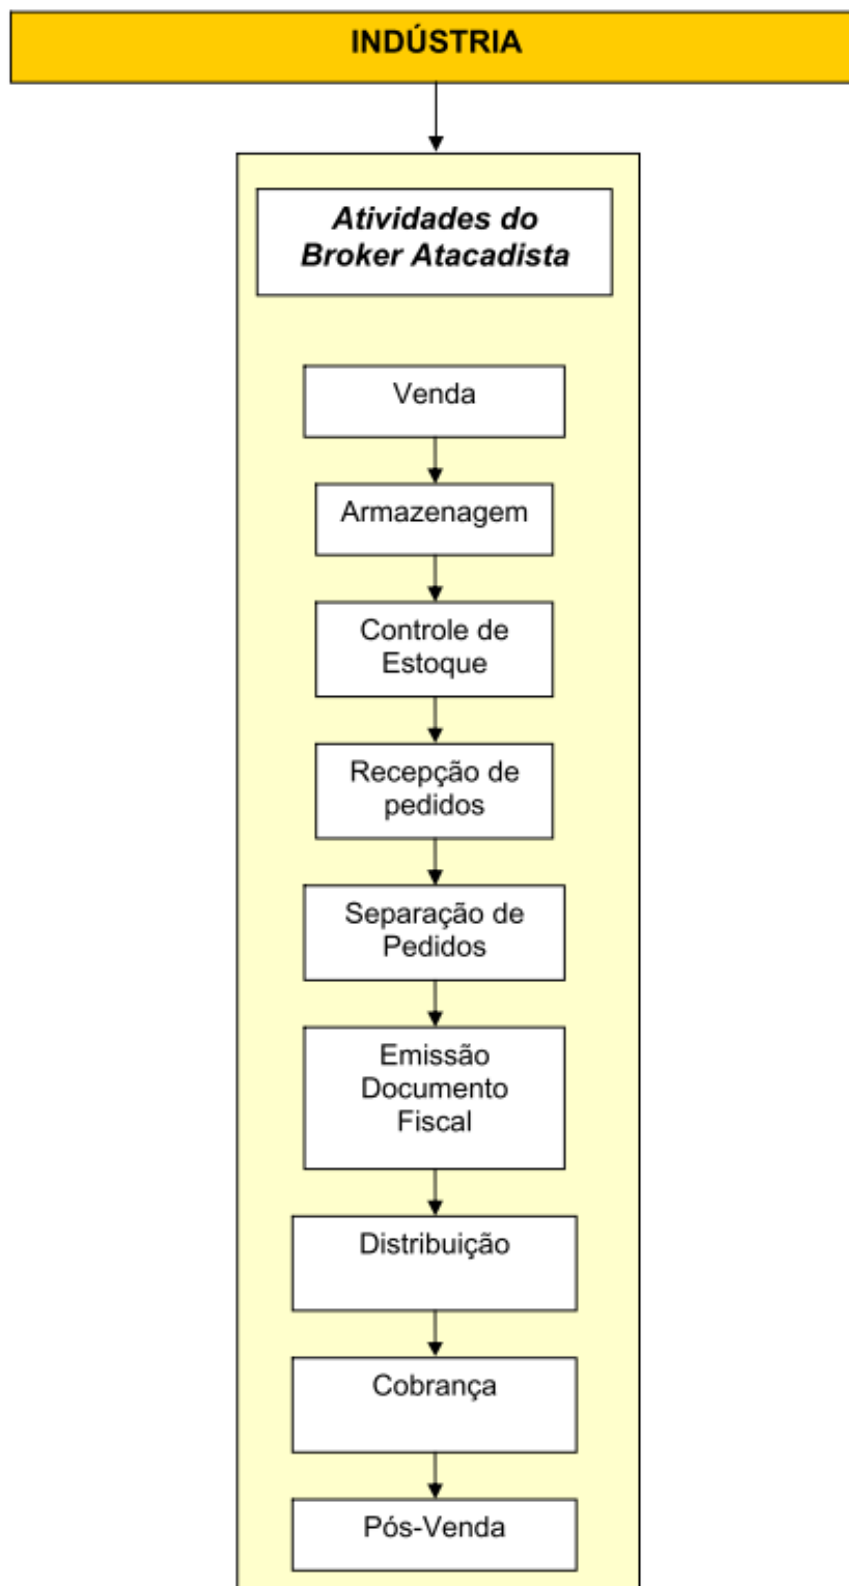 INDÚSTRIA
Atividades do
Broker Atacadista
Venda
Armazenagem
Controle de
Estoque
Recepção de
pedidos
Separação de
Pedidos
Emissão
Documento
Fiscal
Distribuição
Cobrança
Pós-Venda